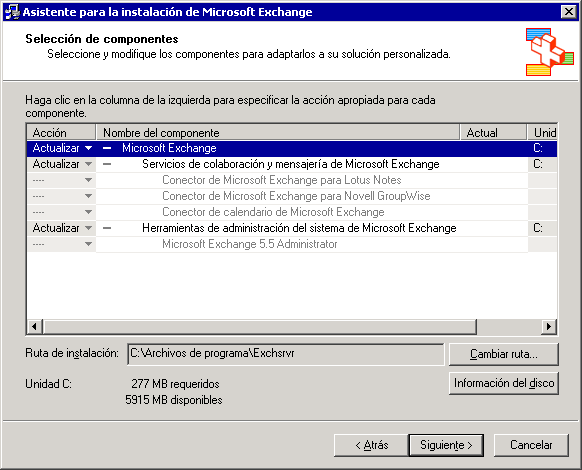 Asistente para la instalación de Microsoft Exchange
Selección de componentes
Seleccione y modifique los componentes para adaptarlos a su solución personalizada.
Haga clic en la columna de la izquierda para especificar la acción apropiada para cada
componente.
Acción Nombre del componente Actual Unid
Actualizar Microsoft Exchange C:
Actualizar Servicios de colaboración y mensajería de Microsoft Exchange C:
---- Conector de Microsoft Exchange para Lotus Notes
---- Conector de Microsoft Exchange para Novell GroupWise
---- Conector de calendario de Microsoft Exchange
Actualizar Herramientas de administración del sistema de Microsoft Exchange C:
---- Microsoft Exchange 5.5 Administrator
Ruta de instalación: C:\Archivos de programa\Exchsrvr Cambiar ruta...
Unidad C: 277 MB requeridos Información del disco
5915 MB disponibles
< Atrás Siguiente > Cancelar